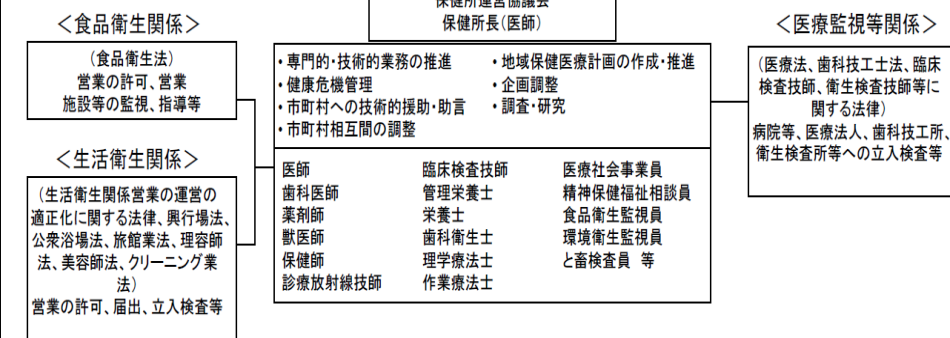 保健所運営協議会
保健所長(医師)
<食品衛生関係>
(食品衛生法)
営業の許可、営業
施設等の監視、指導等
・専門的・技術的業務の推進
・健康危機管理
・市町村への技術的援助・助言
・市町村相互間の調整
・地域保健医療計画の作成・推進
・企画調整
・調査・研究
<医療監視等関係>
(医療法、歯科技工士法、臨床
検査技師、衛生検査技師等に
関する法律)
病院等、医療法人、歯科技工所、
衛生検査所等への立入検査等
<生活衛生関係>
(生活衛生関係営業の運営の
適正化に関する法律、興行場法、
公衆浴場法、旅館業法、理容師
法、美容師法、クリーニング業
法)
営業の許可、届出、立入検査等
医師
歯科医師
薬剤師
獣医師
保健師
診療放射線技師
臨床検査技師
管理栄養士
栄養士
歯科衛生士
理学療法士
作業療法士
医療社会事業員
精神保健福祉相談員
食品衛生監視員
環境衛生監視員
と畜検査員 等